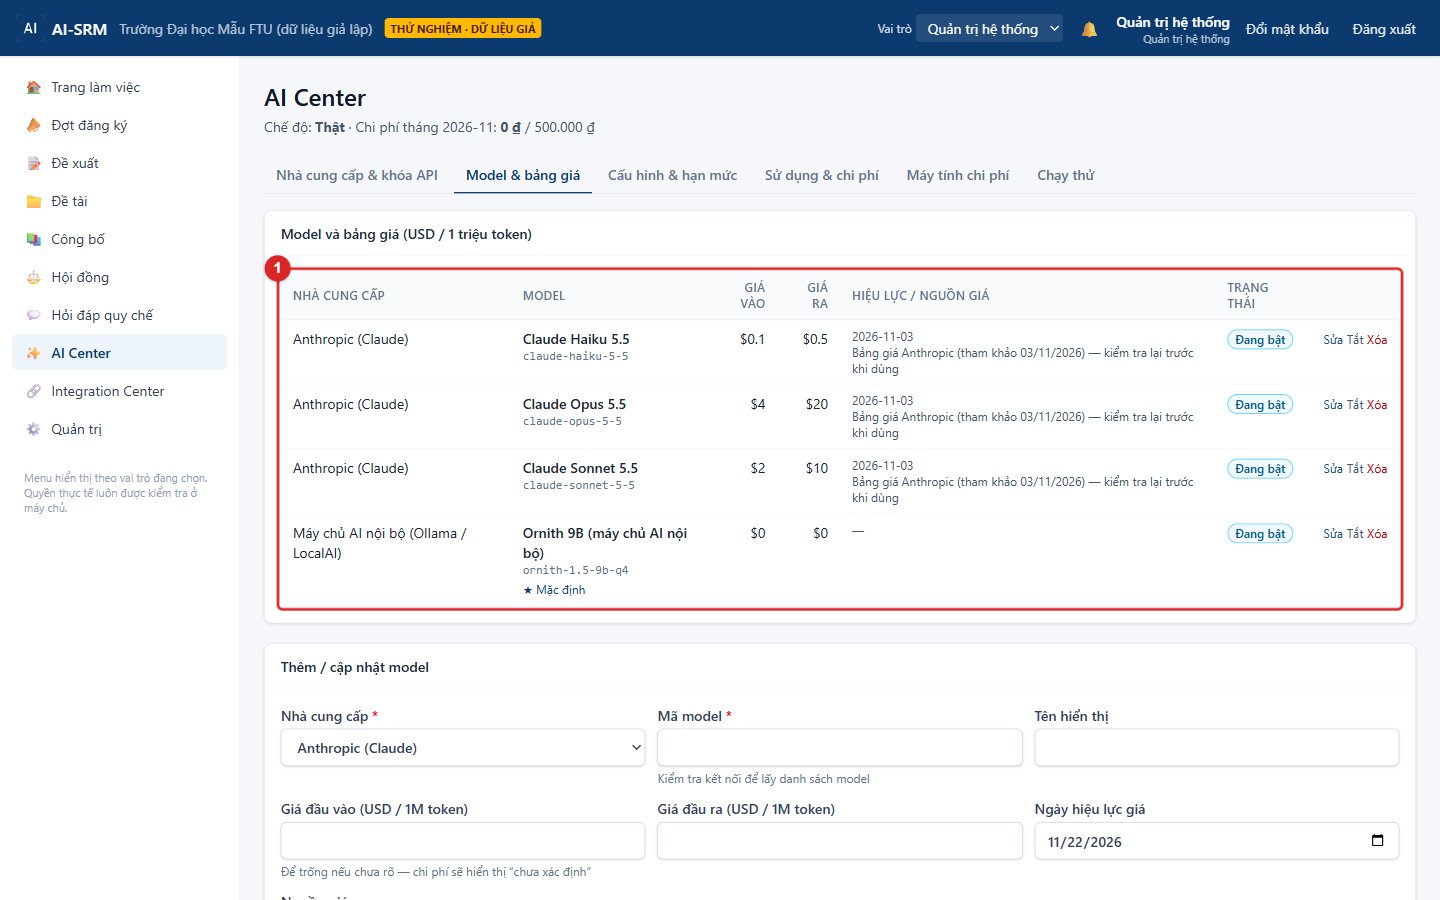 AI AI-SRM Trường Đại học Mẫu FTU (dữ liệu giả lập) THỬ NGHIỆM · DỮ LIỆU GIẢ Vai trò Quản trị hệ thống Quản trị hệ thống Đổi mật khẩu Đăng xuất
Quản trị hệ thống
Trang làm việc
Đợt đăng ký
Đề xuất
Đề tài
Công bố
Hội đồng
Hỏi đáp quy chế
AI Center
Integration Center
Quản trị
Menu hiển thị theo vai trò đang chọn.
Quyền thực tế luôn được kiểm tra ở
máy chủ.
AI Center
Chế độ: Thật · Chi phí tháng 2026-11: 0 ₫ / 500.000 ₫
Nhà cung cấp & khóa API Model & bảng giá Cấu hình & hạn mức Sử dụng & chi phí Máy tính chi phí Chạy thử
Model và bảng giá (USD / 1 triệu token)
1
NHÀ CUNG CẤP MODEL GIÁ VÀO GIÁ RA HIỆU LỰC / NGUỒN GIÁ TRẠNG THÁI
Anthropic (Claude) Claude Haiku 5.5 $0.1 $0.5 2026-11-03 Đang bật Sửa Tắt Xóa
claude-haiku-5-5 Bảng giá Anthropic (tham khảo 03/11/2026) — kiểm tra lại trước
khi dùng
Anthropic (Claude) Claude Opus 5.5 $4 $20 2026-11-03 Đang bật Sửa Tắt Xóa
claude-opus-5-5 Bảng giá Anthropic (tham khảo 03/11/2026) — kiểm tra lại trước
khi dùng
Anthropic (Claude) Claude Sonnet 5.5 $2 $10 2026-11-03 Đang bật Sửa Tắt Xóa
claude-sonnet-5-5 Bảng giá Anthropic (tham khảo 03/11/2026) — kiểm tra lại trước
khi dùng
Máy chủ AI nội bộ (Ollama / Ornith 9B (máy chủ AI nội $0 $0 — Đang bật Sửa Tắt Xóa
LocalAI) bộ)
ornith-1.5-9b-q4
★ Mặc định
Thêm / cập nhật model
Nhà cung cấp * Mã model * Tên hiển thị
Anthropic (Claude)
Kiểm tra kết nối để lấy danh sách model
Giá đầu vào (USD / 1M token) Giá đầu ra (USD / 1M token) Ngày hiệu lực giá
11/22/2026
Để trống nếu chưa rõ — chi phí sẽ hiển thị “chưa xác định”